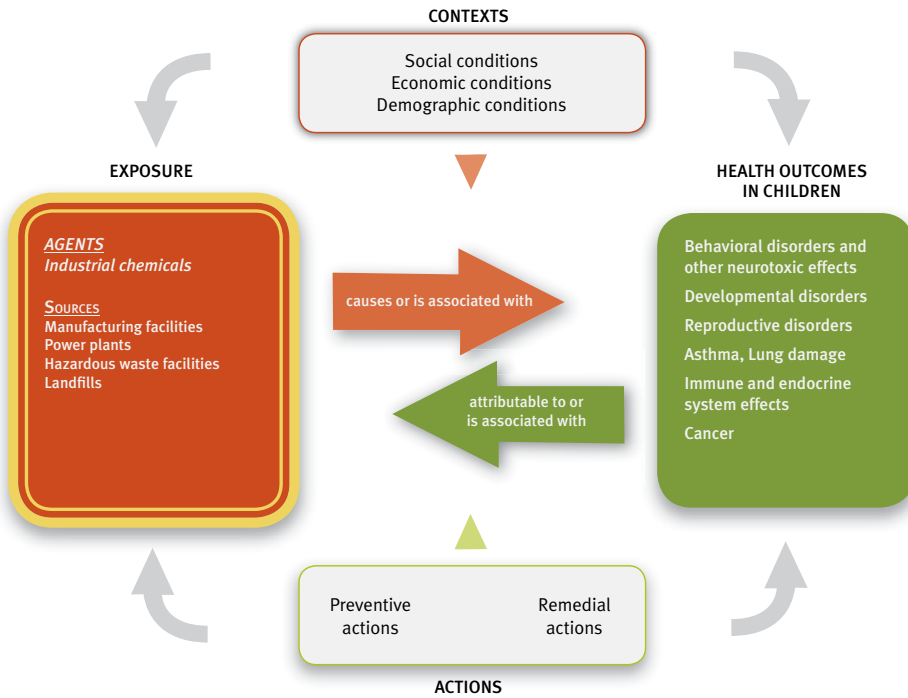 CONTEXTS
Social conditions
Economic conditions
Demographic conditions
EXPOSURE
AGENTS
Industrial chemicals
SOURCES
Manufacturing facilities
Power plants
Hazardous waste facilities
Landfills
causes or is associated with
attributable to or
is associated with
HEALTH OUTCOMES
IN CHILDREN
Behavioral disorders and
other neurotoxic effects
Developmental disorders
Reproductive disorders
Asthma, Lung damage
Immune and endocrine
system effects
Cancer
Preventive
actions
Remedial
actions
ACTIONS